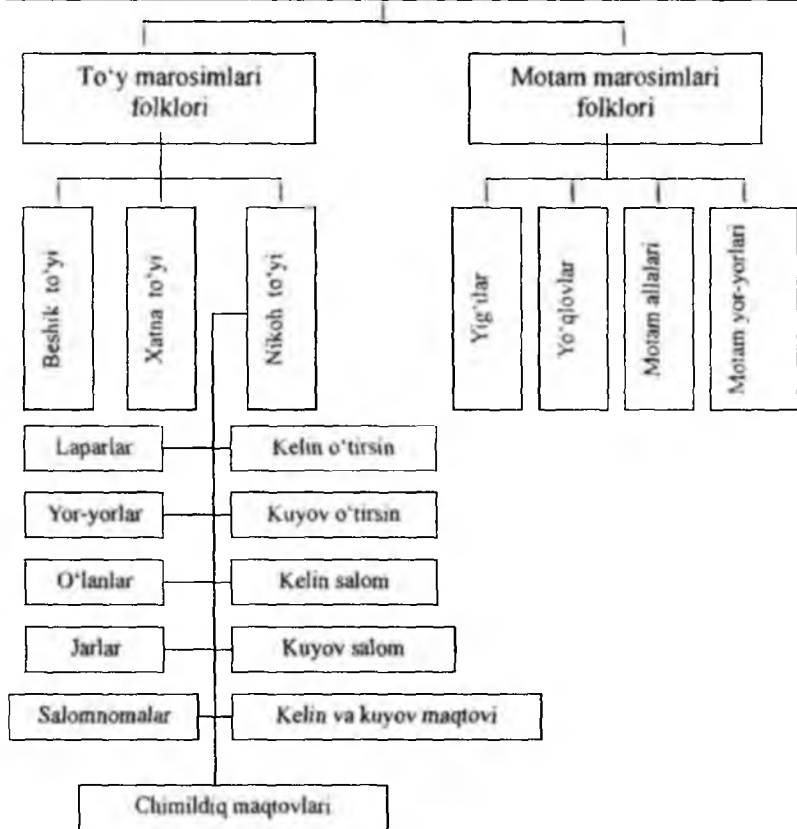 To‘y marosimlari
folklori
Motam marosimlari
folklori
Beshik to‘yi
Xatna to‘yi
Nikoh to‘yi
Yig‘ılar
Yo‘qlovlar
Motam allalari
Motam yor-yorlari
Laparlar
Kelin o‘tirsin
Yor-yorlar
Kuyov o‘tirsin
O‘lanlar
Kelin salom
Jarlar
Kuyov salom
Salomnomalar
Kelin va kuyov maqtovi
Chimildiq maqtovlari